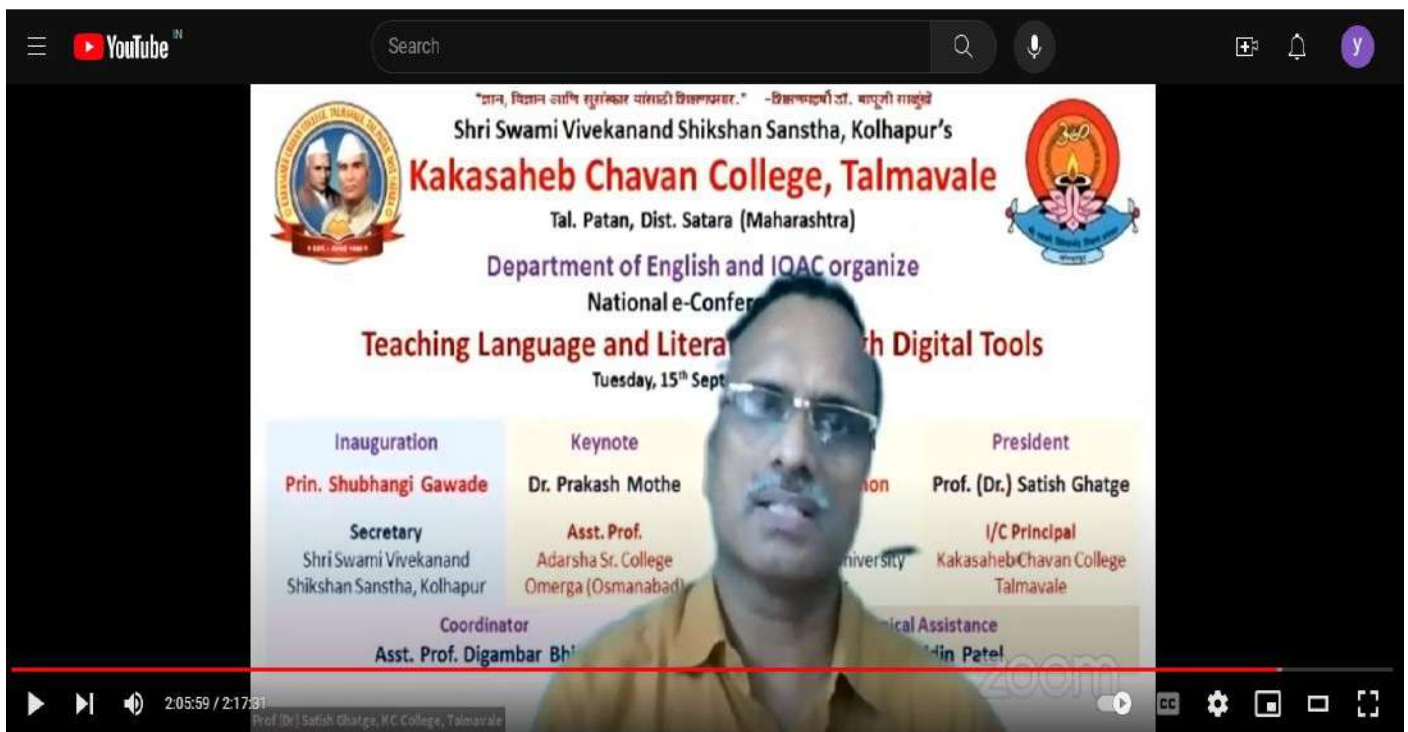 YouTube IN
Search
y
"ज्ञान, विज्ञान आणि सुसंस्कार यांसाठी शिक्षणप्रसार." -शिक्षणमहर्षी डॉ. बापूजी साळुंखे
Shri Swami Vivekanand Shikshan Sanstha, Kolhapur's
Kakasaheb Chavan College, Talmavale
Tal. Patan, Dist. Satara (Maharashtra)
Department of English and IQAC organize
National e-Confer
Teaching Language and Litera h Digital Tools
Tuesday, 15th Sept
Inauguration
Prin. Shubhangi Gawade
Secretary
Shri Swami Vivekanand
Shikshan Sanstha, Kolhapur
Keynote
Dr. Prakash Mothe
Asst. Prof.
Adarsha Sr. College
Omerga (Osmanabad)
non
niversity
President
Prof. (Dr.) Satish Ghatge
I/C Principal
Kakasaheb Chavan College
Talmavale
Coordinator
Asst. Prof. Digambar Bh
ical Assistance
din Patel
zoom
2:05:59 / 2:17:31
CC
Prof (Dr) Satish Ghatge, KC College, Talmavale